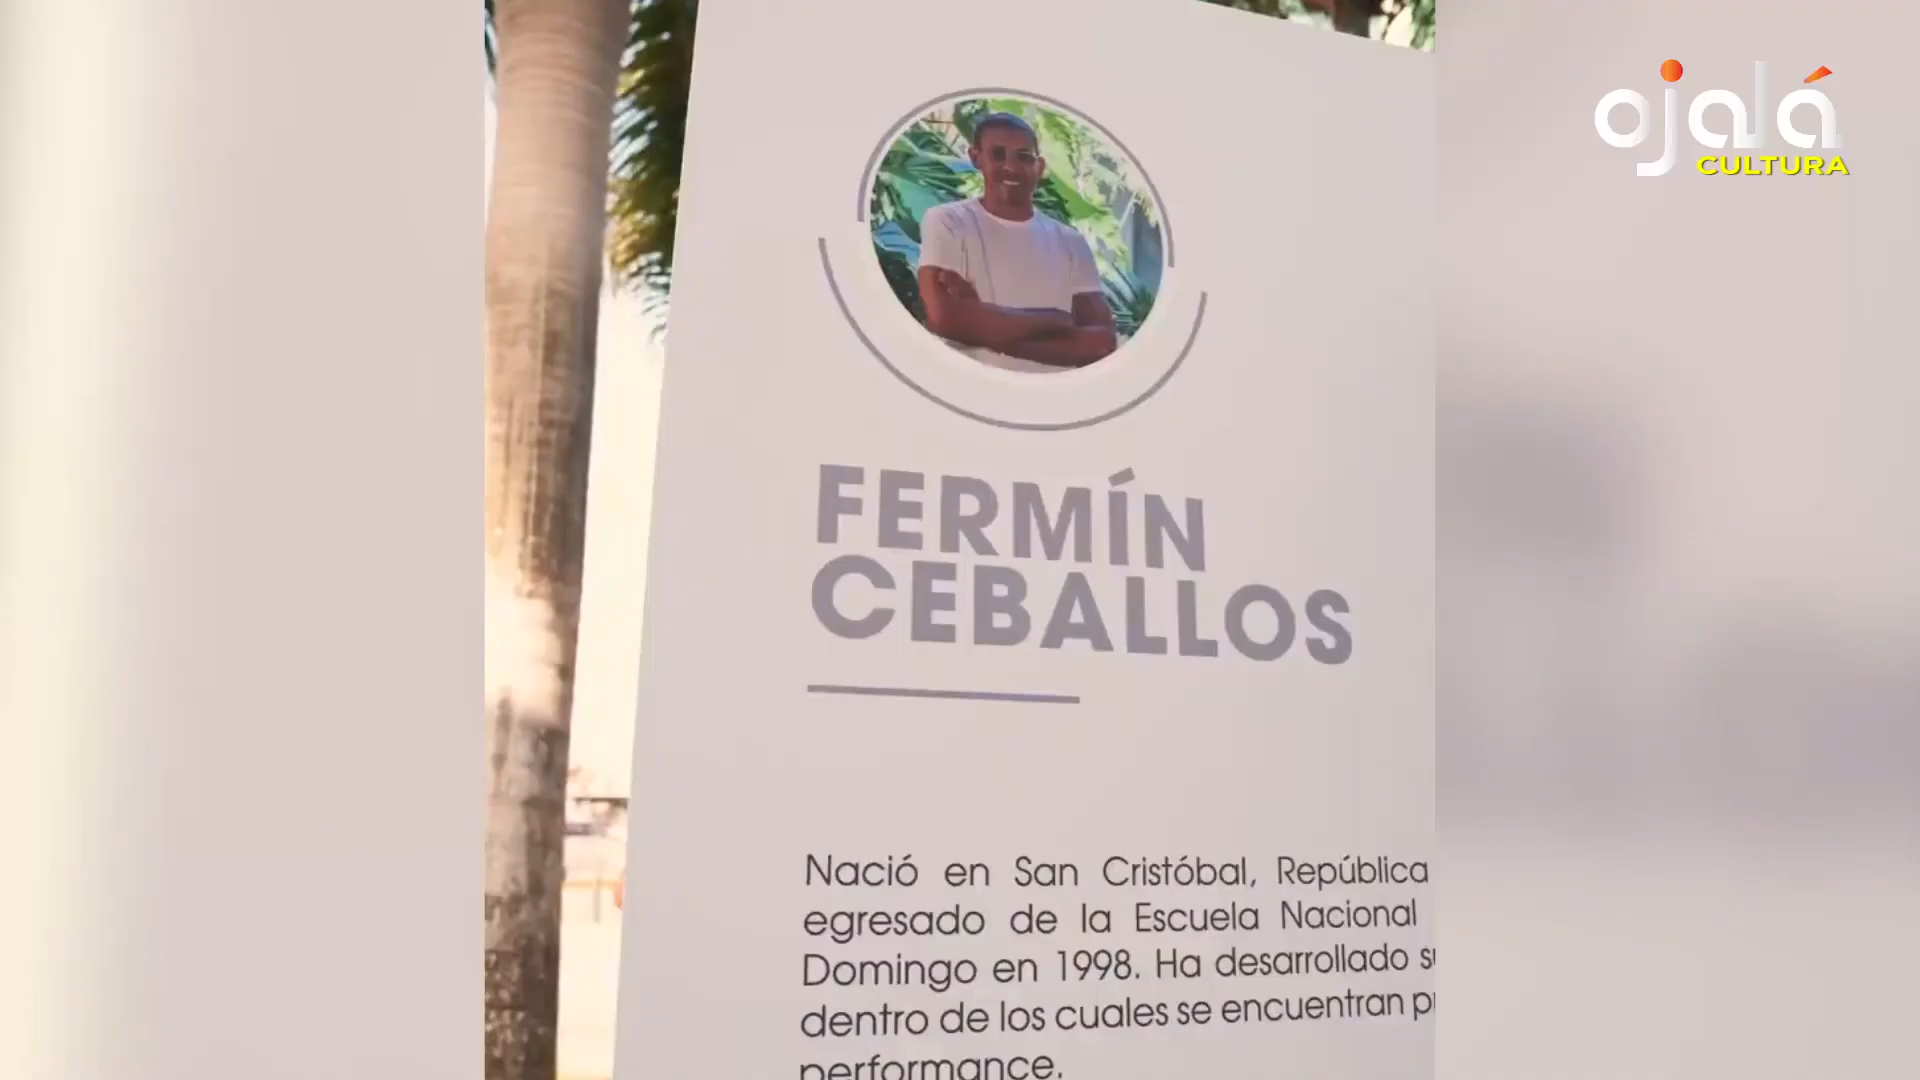 ojalá
CULTURA
FERMÍN
CEBALLOS
Nació en San Cristóbal, República
egresado de la Escuela Nacional
Domingo en 1998. Ha desarrollado
dentro de los cuales se encuentran
performance.